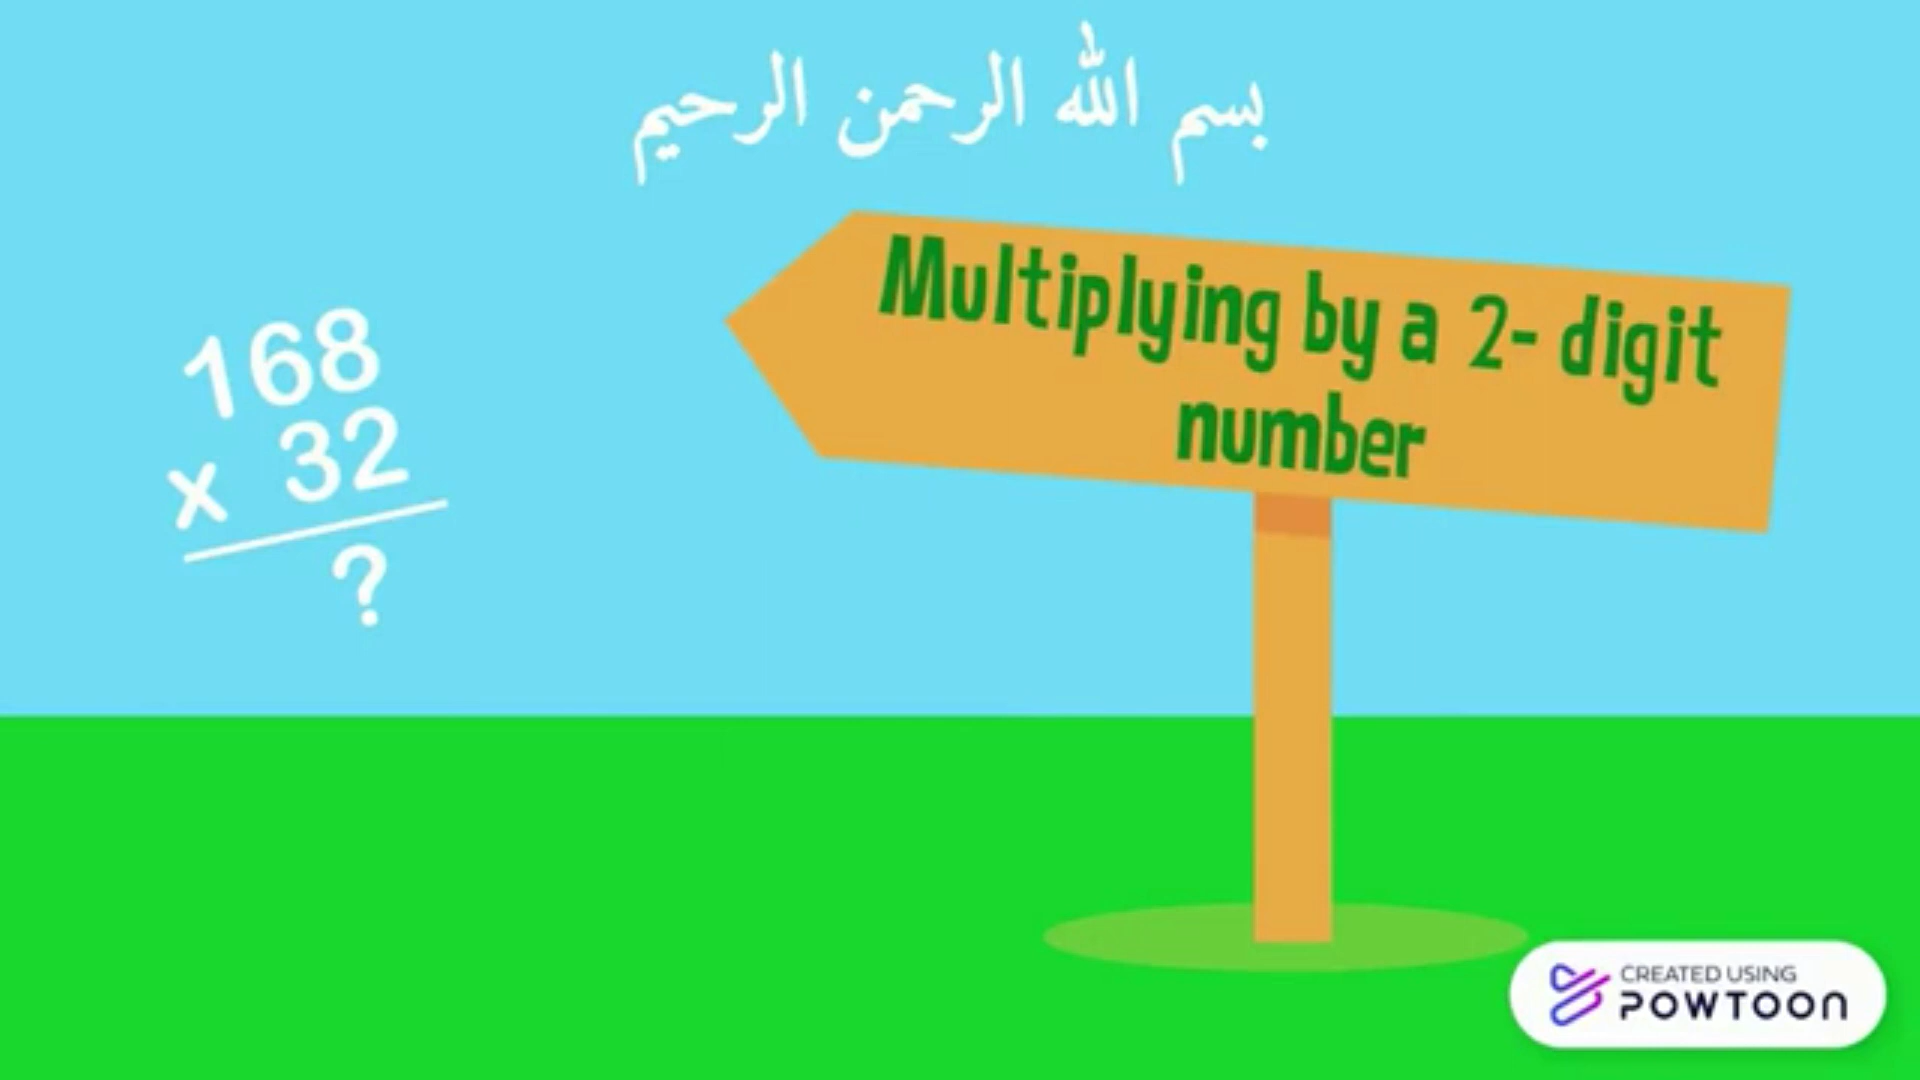 بسم الله الرحمن الرحيم
Multiplying by a 2- digit
number
168
x 32
?
CREATED USING
POWTOON